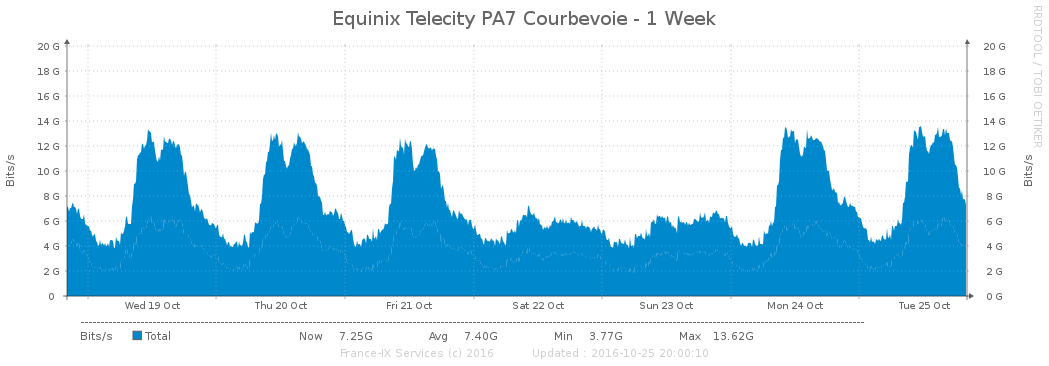 Equinix Telecity PA7 Courbevoie - 1 Week
RRDTOOL / TOBI OETIKER
Bits/s
Bits/s
20 G 20 G
18 G 18 G
16 G 16 G
14 G 14 G
12 G 12 G
10 G 10 G
8 G 8 G
6 G 6 G
4 G 4 G
2 G 2 G
0 0 G
Wed 19 Oct Thu 20 Oct Fri 21 Oct Sat 22 Oct Sun 23 Oct Mon 24 Oct Tue 25 Oct
Bits/s Total Now 7.25G Avg 7.40G Min 3.77G Max 13.62G
France-IX Services (c) 2016 Updated : 2016-10-25 20:00:10